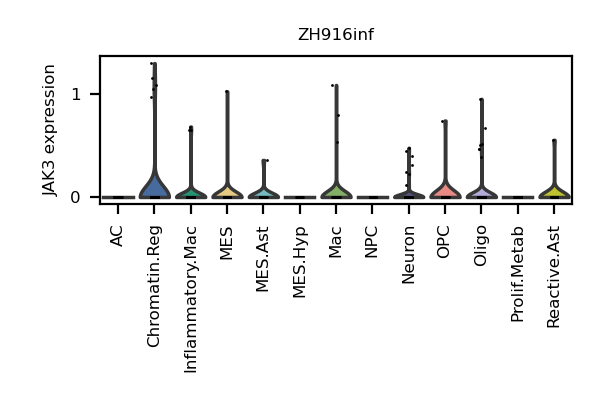 ZH916inf
JAK3 expression
1
0
AC
Chromatin.Reg
Inflammatory.Mac
MES
MES.Ast
MES.Hyp
Mac
NPC
Neuron
OPC
Oligo
Prolif.Metab
Reactive.Ast